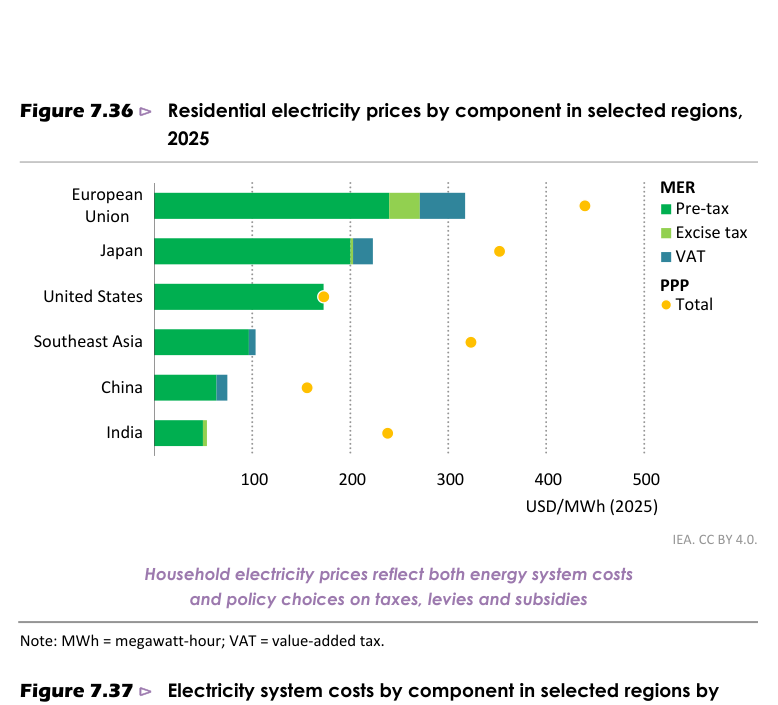 Figure 7.36 ▻ Residential electricity prices by component in selected regions,
2025
European
Union
Japan
United States
Southeast Asia
China
India
100 200 300 400 500
USD/MWh (2025)
MER
Pre-tax
Excise tax
VAT
PPP
Total
IEA. CC BY 4.0.
Household electricity prices reflect both energy system costs
and policy choices on taxes, levies and subsidies
Note: MWh = megawatt-hour; VAT = value-added tax.
Figure 7.37 ▻ Electricity system costs by component in selected regions by